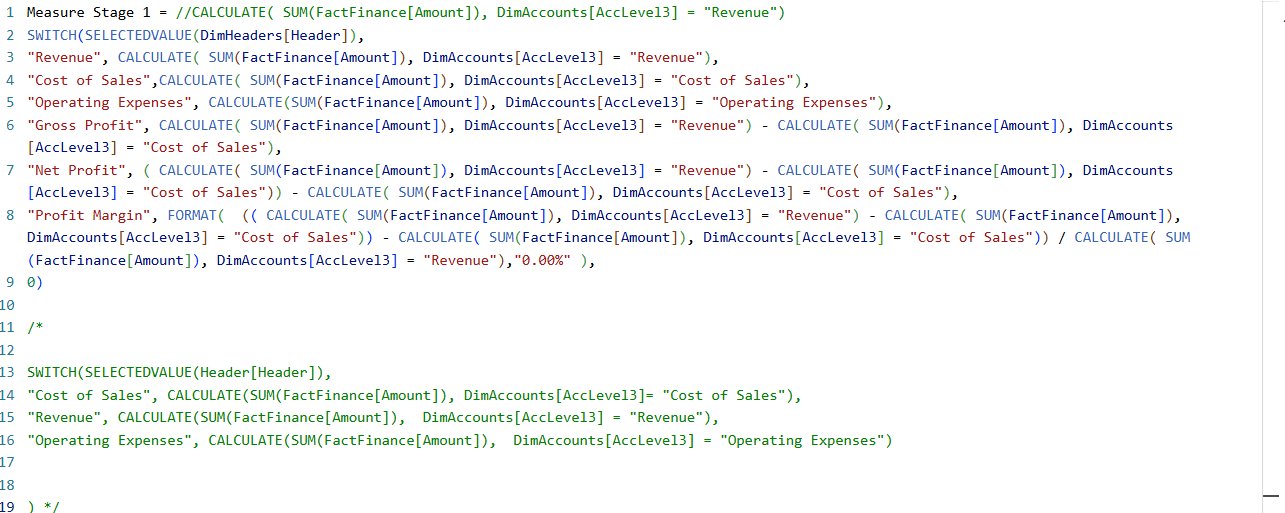 1 Measure Stage 1 = //CALCULATE( SUM(FactFinance[Amount]), DimAccounts[AccLevel3] = "Revenue")
2 SWITCH(SELECTEDVALUE(DimHeaders[Header]),
3 "Revenue", CALCULATE( SUM(FactFinance[Amount]), DimAccounts[AccLevel3] = "Revenue"),
4 "Cost of Sales",CALCULATE( SUM(FactFinance[Amount]), DimAccounts[AccLevel3] = "Cost of Sales"),
5 "Operating Expenses", CALCULATE(SUM(FactFinance[Amount]), DimAccounts[AccLevel3] = "Operating Expenses"),
6 "Gross Profit", CALCULATE( SUM(FactFinance[Amount]), DimAccounts[AccLevel3] = "Revenue") - CALCULATE( SUM(FactFinance[Amount]), DimAccounts
[AccLevel3] = "Cost of Sales"),
7 "Net Profit", ( CALCULATE( SUM(FactFinance[Amount]), DimAccounts[AccLevel3] = "Revenue") - CALCULATE( SUM(FactFinance[Amount]), DimAccounts
[AccLevel3] = "Cost of Sales")) - CALCULATE( SUM(FactFinance[Amount]), DimAccounts[AccLevel3] = "Cost of Sales"),
8 "Profit Margin", FORMAT(  (( CALCULATE( SUM(FactFinance[Amount]), DimAccounts[AccLevel3] = "Revenue") - CALCULATE( SUM(FactFinance[Amount]),
DimAccounts[AccLevel3] = "Cost of Sales")) - CALCULATE( SUM(FactFinance[Amount]), DimAccounts[AccLevel3] = "Cost of Sales")) / CALCULATE( SUM
(FactFinance[Amount]), DimAccounts[AccLevel3] = "Revenue"),"0.00%" ),
9 0)
10
11 /*
12
13 SWITCH(SELECTEDVALUE(Header[Header]),
14 "Cost of Sales", CALCULATE(SUM(FactFinance[Amount]), DimAccounts[AccLevel3]= "Cost of Sales"),
15 "Revenue", CALCULATE(SUM(FactFinance[Amount]),  DimAccounts[AccLevel3] = "Revenue"),
16 "Operating Expenses", CALCULATE(SUM(FactFinance[Amount]),  DimAccounts[AccLevel3] = "Operating Expenses")
17
18
19 ) */